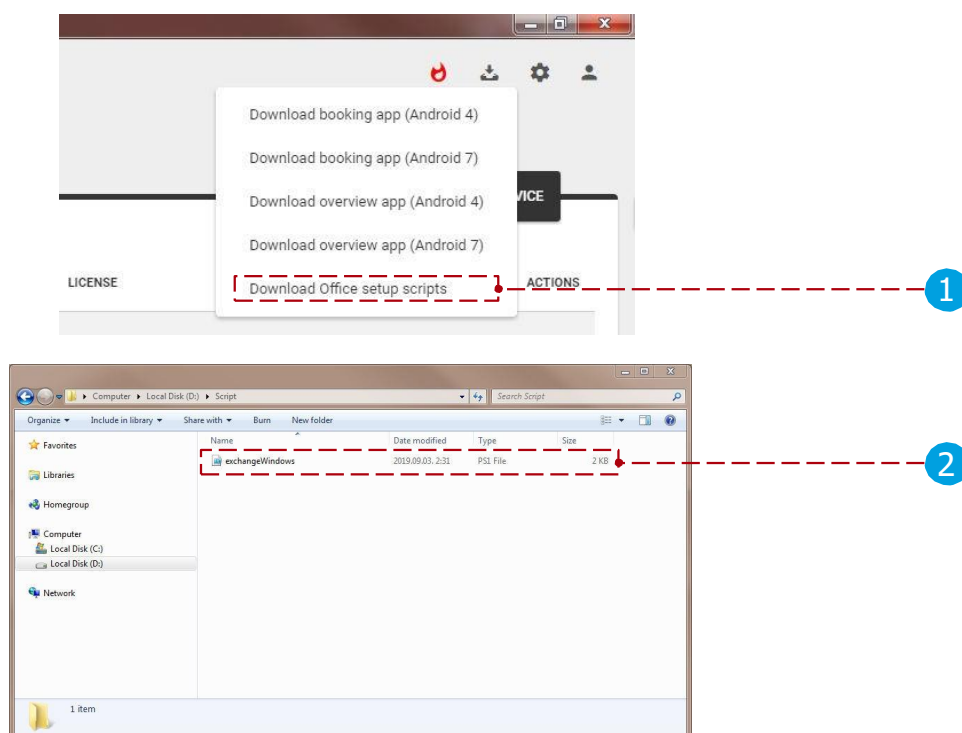 Download booking app (Android 4)
Download booking app (Android 7)
Download overview app (Android 4)
VICE
Download overview app (Android 7)
LICENSE
Download Office setup scripts
ACTIONS
1
Computer ▸ Local Disk (D:) ▸ Script
Search Script
Organize
Include in library
Share with
Burn
New folder
Favorites
Libraries
Homegroup
Computer
Local Disk (C:)
Local Disk (D:)
Network
Name Date modified Type Size
exchangeWindows 2019.09.03. 2:31 PS1 File 2 KB
2
1 item